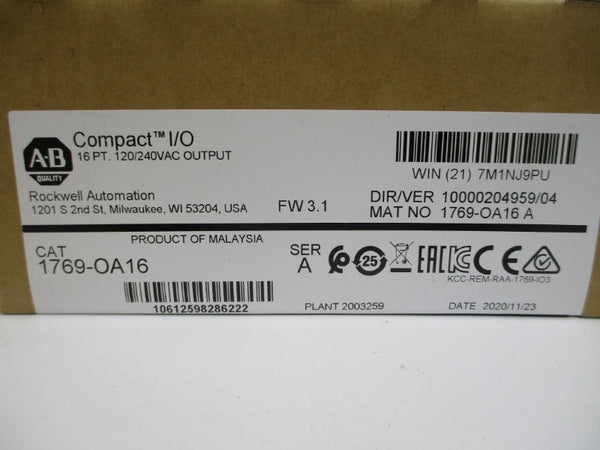 A-B
QUALITY
Compact™ I/O
16 PT. 120/240VAC OUTPUT
Rockwell Automation
1201 S 2nd St, Milwaukee, WI 53204, USA
FW 3.1
WIN (21) 7M1NJ9PU
DIR/VER 10000204959/04
MAT NO 1769-OA16 A
PRODUCT OF MALAYSIA
CAT
1769-OA16
SER
A
25
EAC
CE
KCC-REM-RAA-1769-IO3
10612598286222
PLANT 2003259
DATE 2020/11/23